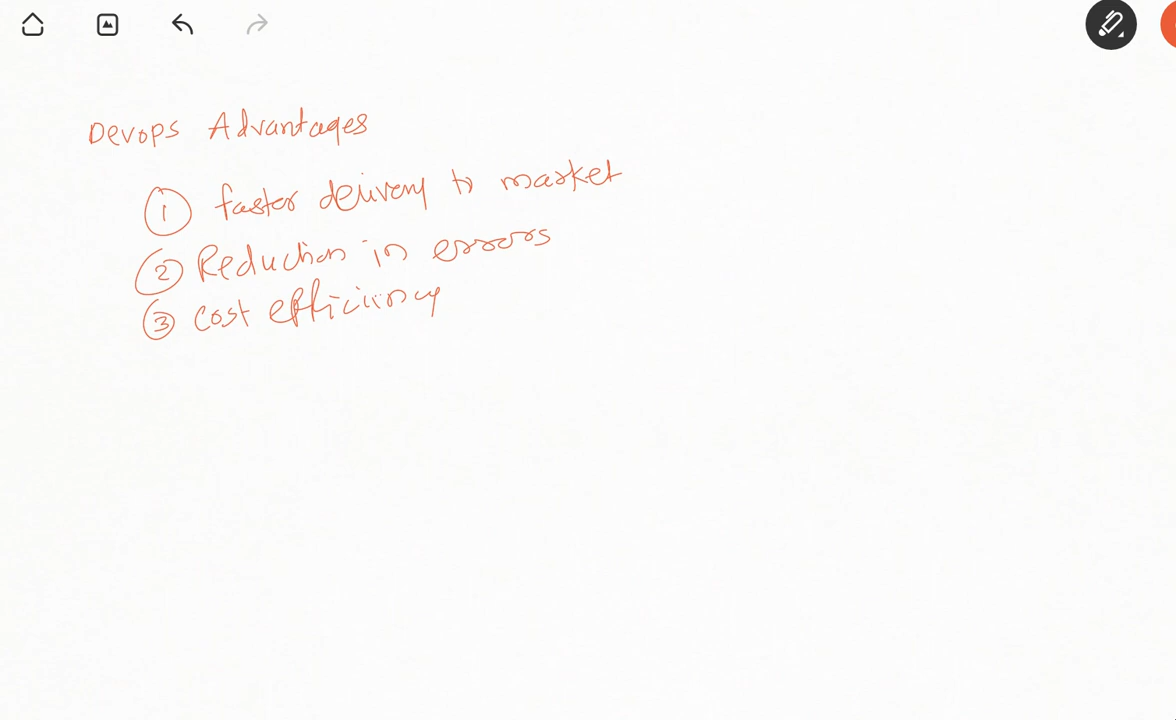 Devops Advantages
① faster delivery to market
② Reduction in errors
③ cost efficiency